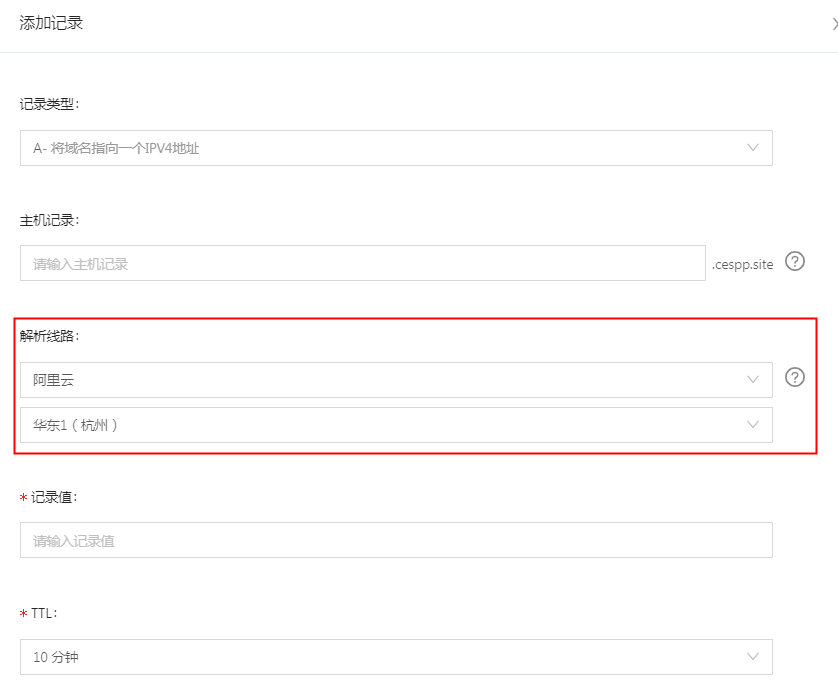 添加记录
记录类型:
A- 将域名指向一个IPV4地址
主机记录:
请输入主机记录
.cespp.site
解析线路:
阿里云
华东1（杭州）
* 记录值:
请输入记录值
* TTL:
10 分钟